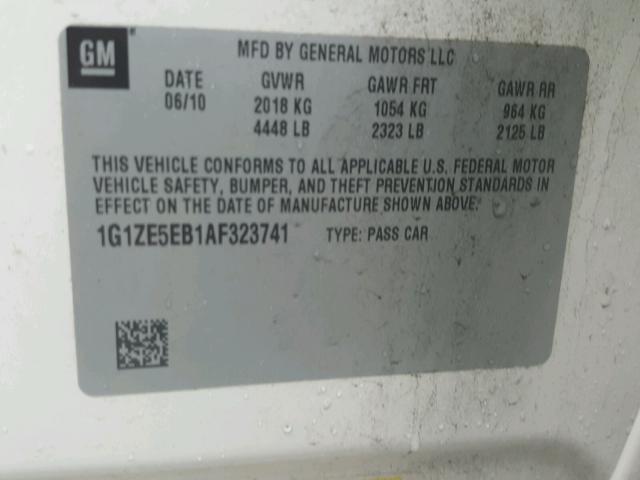 GM
MFD BY GENERAL MOTORS LLC
DATE GVWR GAWR FRT GAWR RR
06/10 2018 KG 1054 KG 964 KG
4448 LB 2323 LB 2125 LB
THIS VEHICLE CONFORMS TO ALL APPLICABLE U.S. FEDERAL MOTOR
VEHICLE SAFETY, BUMPER, AND THEFT PREVENTION STANDARDS IN
EFFECT ON THE DATE OF MANUFACTURE SHOWN ABOVE.
1G1ZE5EB1AF323741 TYPE: PASS CAR